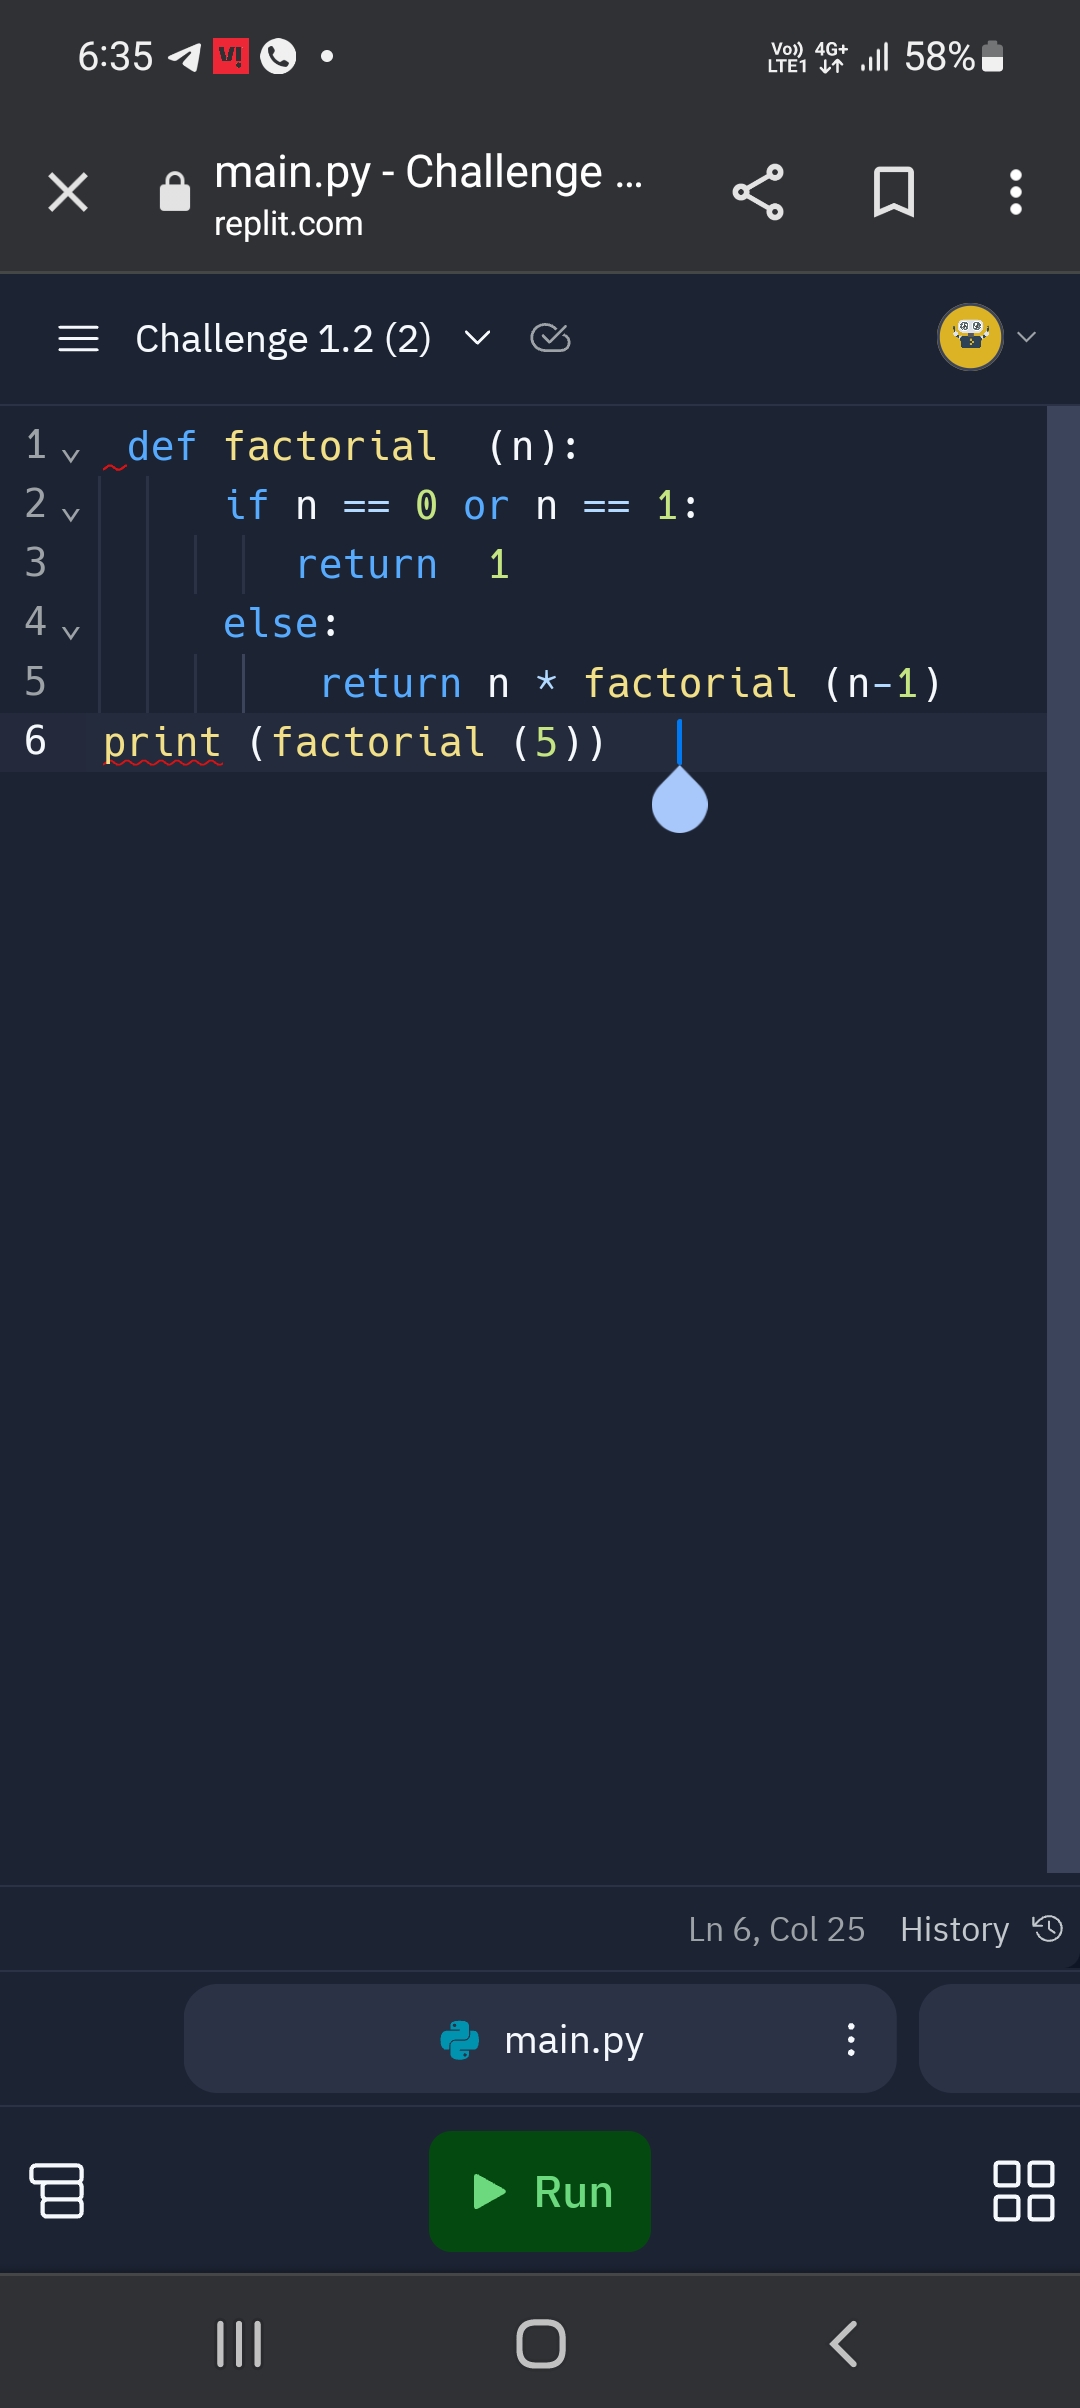 6:35 V! Vo)) LTE1 4G+ 58%
main.py - Challenge ...
replit.com
Challenge 1.2 (2)
1 def factorial  (n):
2     if n == 0 or n == 1:
3        return  1
4     else:
5         return n * factorial (n-1)
6 print (factorial (5))
Ln 6, Col 25 History
main.py
Run